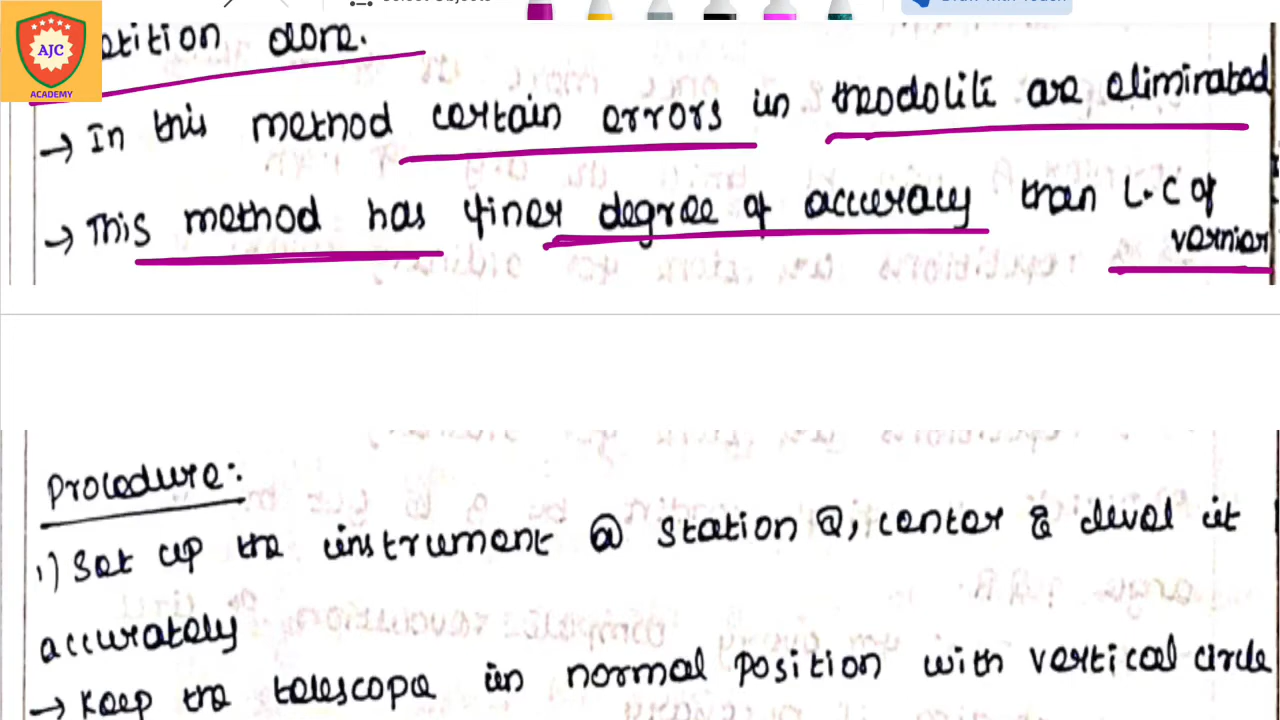 AJC
ACADEMY
etition done.
→ In this method certain errors in theodolite are eliminated
→ This method has finer degree of accuracy than L.C of
vernier
Procedure:
1) Set up the instrument @ station Q, center & level it
accurately
→ Keep the telescope in normal position with vertical circle